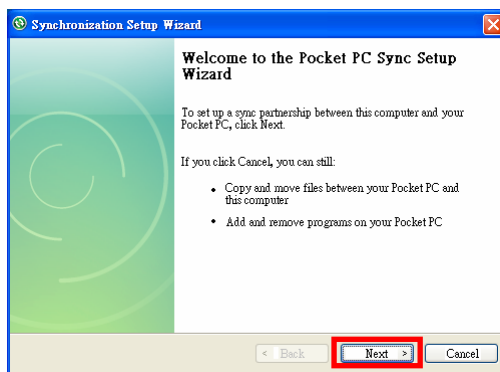 Synchronization Setup Wizard
Welcome to the Pocket PC Sync Setup
Wizard
To set up a sync partnership between this computer and your
Pocket PC, click Next.
If you click Cancel, you can still:
• Copy and move files between your Pocket PC and
this computer
• Add and remove programs on your Pocket PC
< Back
Next >
Cancel